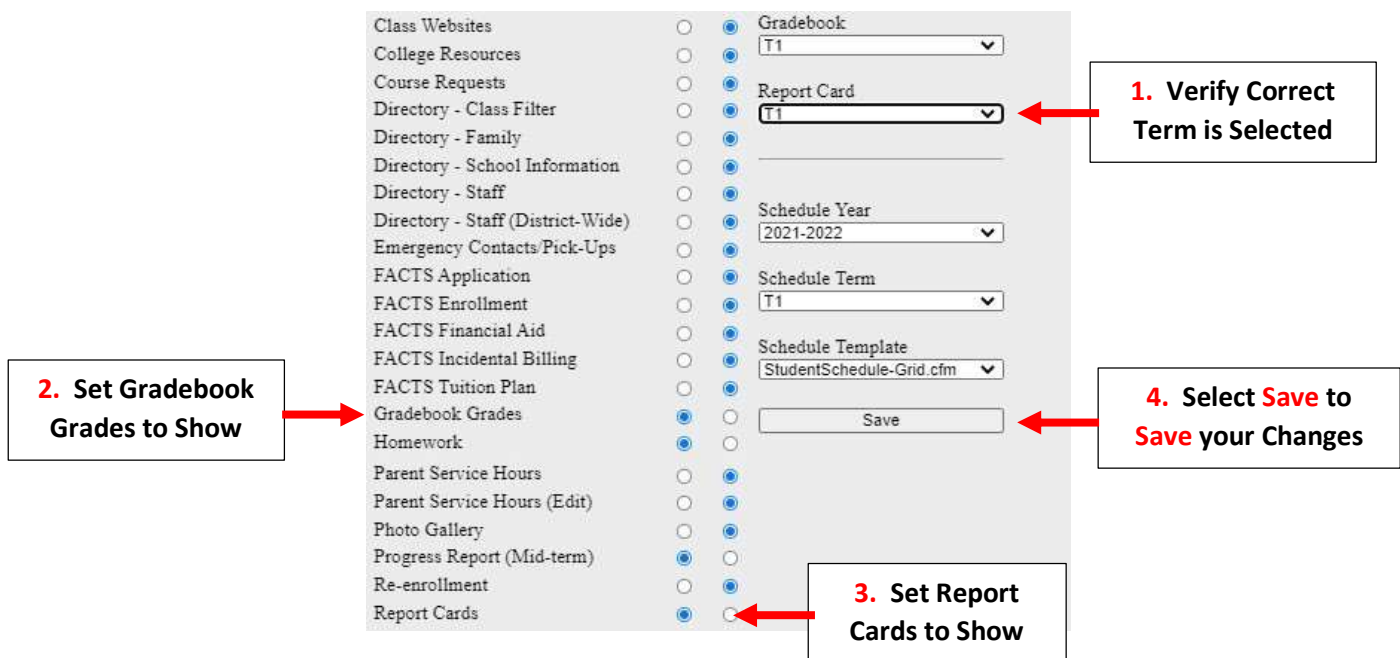 Class Websites
College Resources
Course Requests
Directory - Class Filter
Directory - Family
Directory - School Information
Directory - Staff
Directory - Staff (District-Wide)
Emergency Contacts/Pick-Ups
FACTS Application
FACTS Enrollment
FACTS Financial Aid
FACTS Incidental Billing
FACTS Tuition Plan
Gradebook Grades
Homework
Parent Service Hours
Parent Service Hours (Edit)
Photo Gallery
Progress Report (Mid-term)
Re-enrollment
Report Cards
Gradebook
T1
Report Card
T1
Schedule Year
2021-2022
Schedule Term
T1
Schedule Template
StudentSchedule-Grid.cfm
Save
1. Verify Correct
Term is Selected
2. Set Gradebook
Grades to Show
3. Set Report
Cards to Show
4. Select Save to
Save your Changes